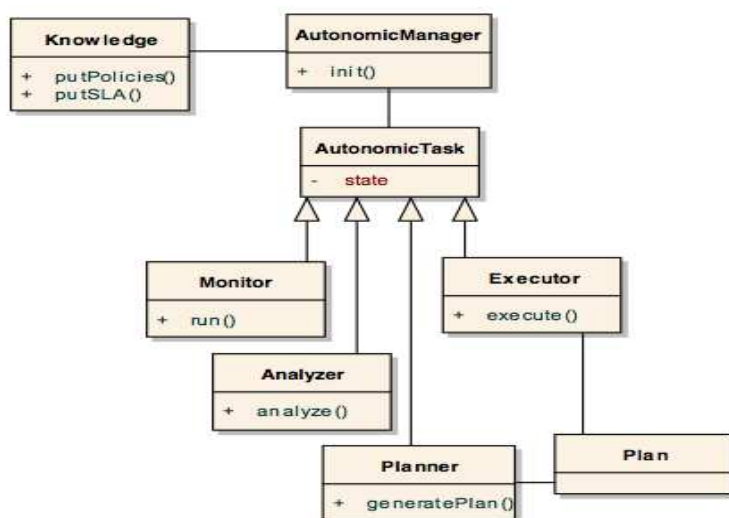 Knowledge
+ putPolicies()
+ putSLA()
AutonomicManager
+ init()
AutonomicTask
- state
Monitor
+ run()
Executor
+ execute()
Analyzer
+ analyze()
Planner
+ generatePlan()
Plan